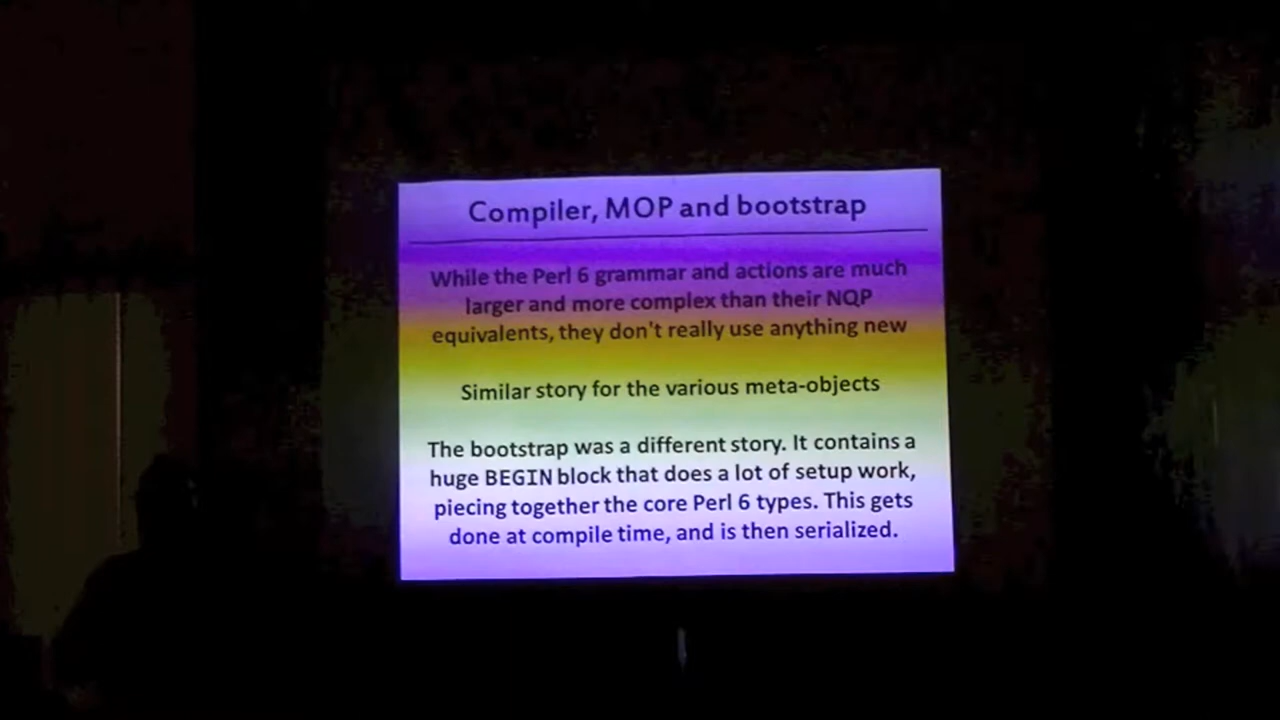 Compiler, MOP and bootstrap
While the Perl 6 grammar and actions are much
larger and more complex than their NQP
equivalents, they don't really use anything new
Similar story for the various meta-objects
The bootstrap was a different story. It contains a
huge BEGIN block that does a lot of setup work,
piecing together the core Perl 6 types. This gets
done at compile time, and is then serialized.